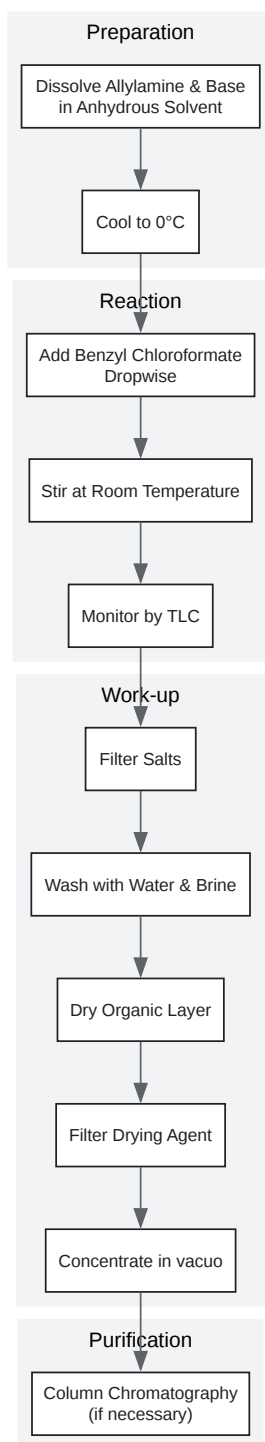 Preparation
Dissolve Allylamine & Base
in Anhydrous Solvent
Cool to 0°C
Reaction
Add Benzyl Chloroformate
Dropwise
Stir at Room Temperature
Monitor by TLC
Work-up
Filter Salts
Wash with Water & Brine
Dry Organic Layer
Filter Drying Agent
Concentrate in vacuo
Purification
Column Chromatography
(if necessary)